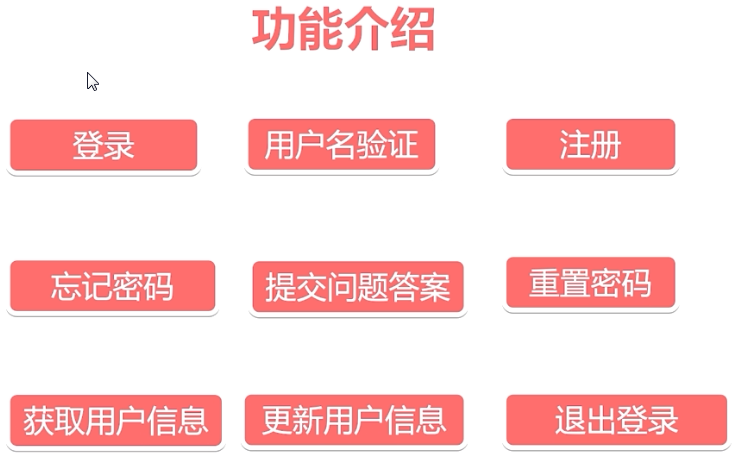 功能介绍
登录
用户名验证
注册
忘记密码
提交问题答案
重置密码
获取用户信息
更新用户信息
退出登录